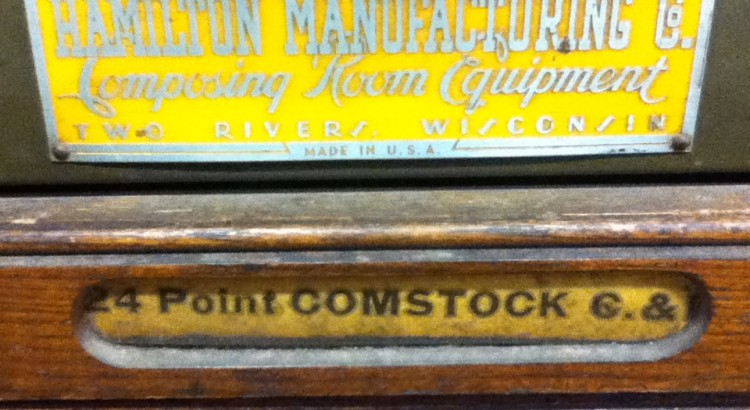 HAMILTON MANUFACTURING Co.
Composing Room Equipment
TWO RIVERS, WISCONSIN
MADE IN U.S.A.
24 Point COMSTOCK C. &